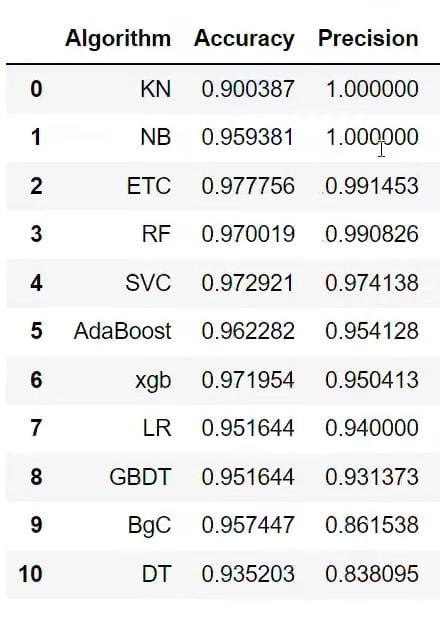 Algorithm Accuracy Precision
0 KN 0.900387 1.000000
1 NB 0.959381 1.000000
2 ETC 0.977756 0.991453
3 RF 0.970019 0.990826
4 SVC 0.972921 0.974138
5 AdaBoost 0.962282 0.954128
6 xgb 0.971954 0.950413
7 LR 0.951644 0.940000
8 GBDT 0.951644 0.931373
9 BgC 0.957447 0.861538
10 DT 0.935203 0.838095